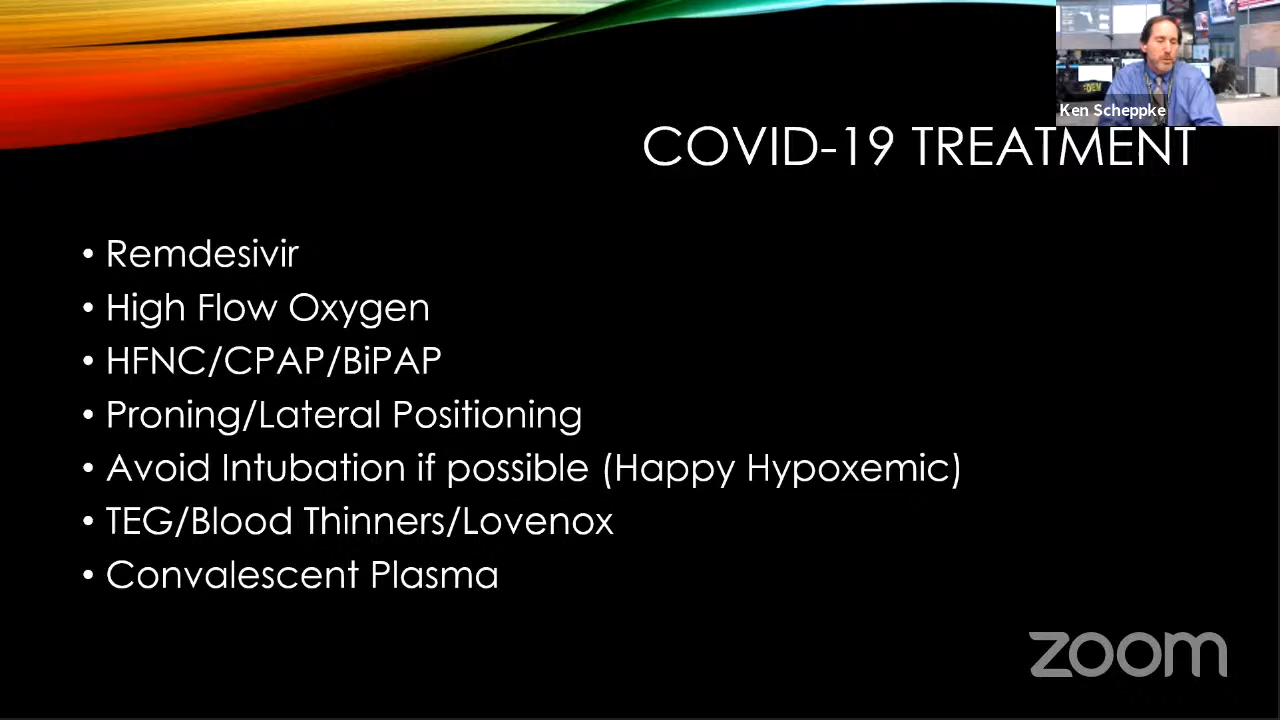 Ken Scheppke
COVID-19 TREATMENT
• Remdesivir
• High Flow Oxygen
• HFNC/CPAP/BiPAP
• Proning/Lateral Positioning
• Avoid Intubation if possible (Happy Hypoxemic)
• TEG/Blood Thinners/Lovenox
• Convalescent Plasma
zoom